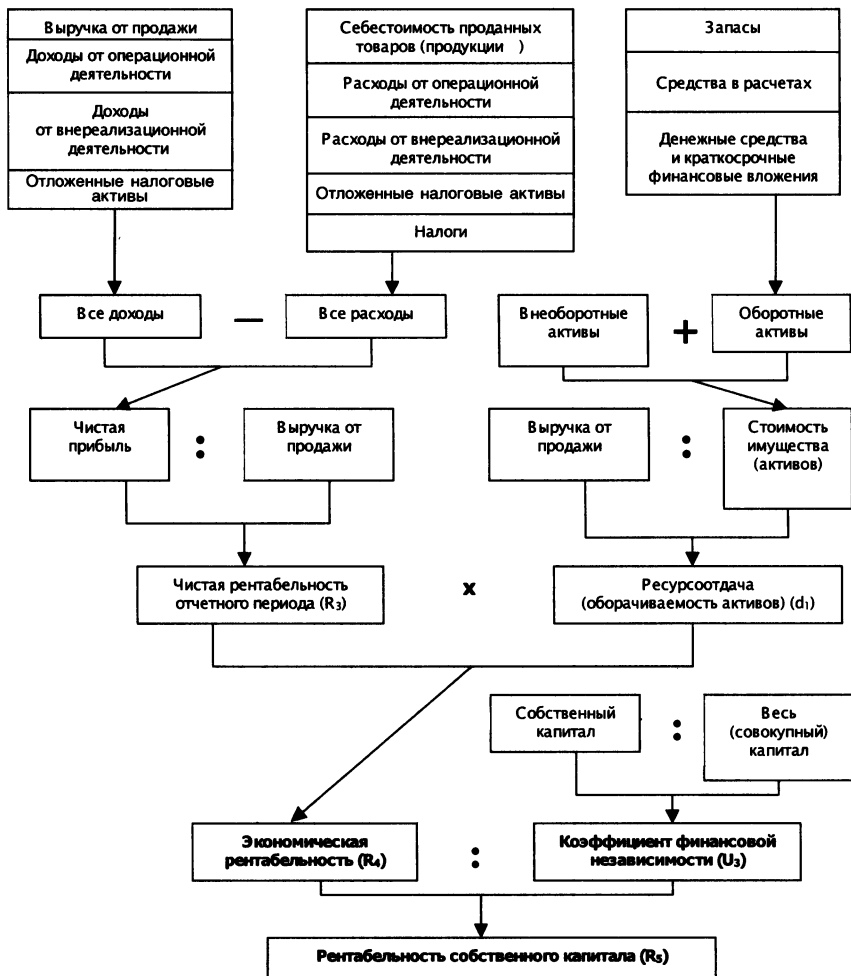 Выручка от продажи
Доходы от операционной
деятельности
Доходы
от внереализационной
деятельности
Отложенные налоговые
активы
Себестоимость проданных
товаров (продукции )
Расходы от операционной
деятельности
Расходы от внереализационной
деятельности
Отложенные налоговые активы
Налоги
Запасы
Средства в расчетах
Денежные средства
и краткосрочные
финансовые вложения
Все доходы
—
Все расходы
Внеоборотные
активы
+
Оборотные
активы
Чистая
прибыль
:
Выручка от
продажи
Выручка от
продажи
:
Стоимость
имущества
(активов)
Чистая рентабельность
отчетного периода (R₃)
x
Ресурсоотдача
(оборачиваемость активов) (d₁)
Собственный
капитал
:
Весь
(совокупный)
капитал
Экономическая
рентабельность (R₄)
:
Коэффициент финансовой
независимости (U₃)
Рентабельность собственного капитала (R₅)